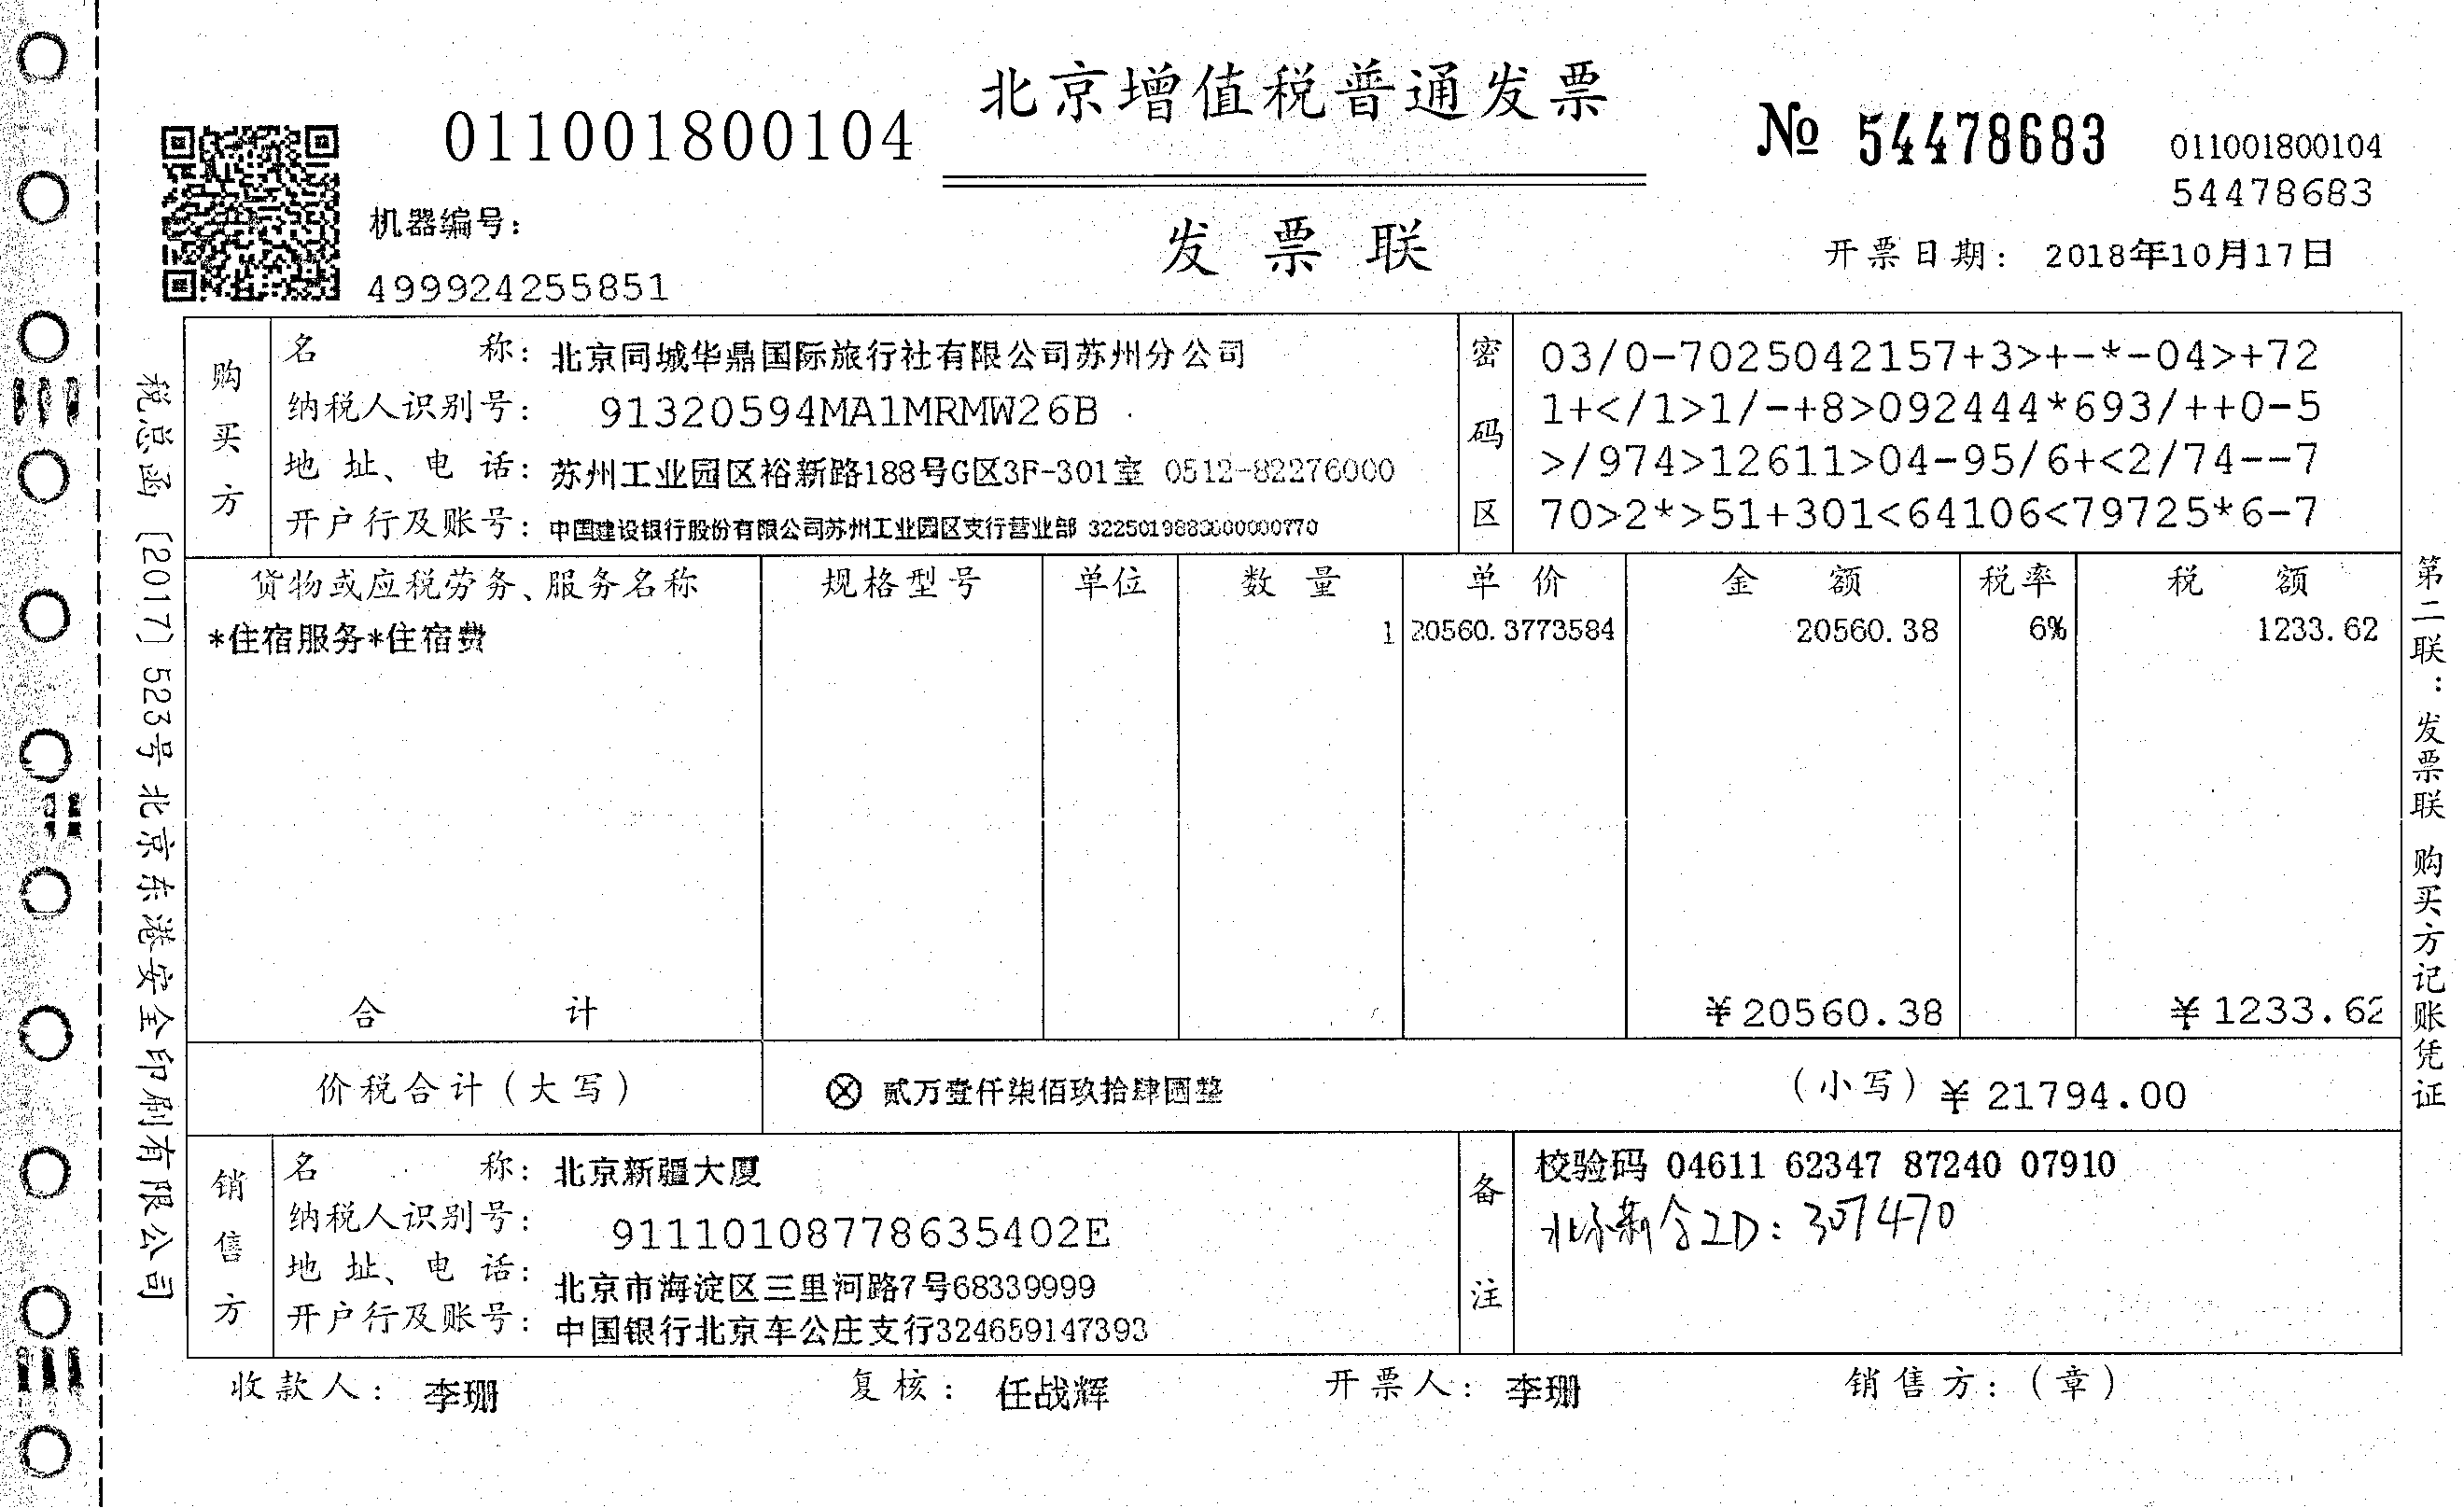 北京增值税普通发票
011001800104
№ 54478683
011001800104
54478683
机器编号：
499924255851
发票联
开票日期： 2018年10月17日
购买方
名称：北京同城华鼎国际旅行社有限公司苏州分公司
纳税人识别号：91320594MA1MRMW26B
地址、电话：苏州工业园区裕新路188号G区3F-301室 0512-82276000
开户行及账号：中国建设银行股份有限公司苏州工业园区支行营业部
密码区
03/0-7025042157+3>+-*-04>+72
1+</1>1/-+8>092444*693/++0-5
>/974>12611>04-95/6+<2/74--7
70>2*>51+301<64106<79725*6-7
货物或应税劳务、服务名称 规格型号 单位 数量 单价 金额 税率 税额
*住宿服务*住宿费 1 20560.3773584 20560.38 6% 1233.62
合计 ¥20560.38 ¥1233.62
价税合计（大写） ⊗ 贰万壹仟柒佰玖拾肆圆整 （小写）¥21794.00
销售方
名称：北京新疆大厦
纳税人识别号：91110108778635402E
地址、电话：北京市海淀区三里河路7号68339999
开户行及账号：中国银行北京车公庄支行324659147393
备注
校验码 04611 62347 87240 07910
ID：307470
收款人：李珊 复核：任战辉 开票人：李珊 销售方：（章）
税总函〔2017〕523号 北京东港安全印刷有限公司
第二联：发票联 购买方记账凭证